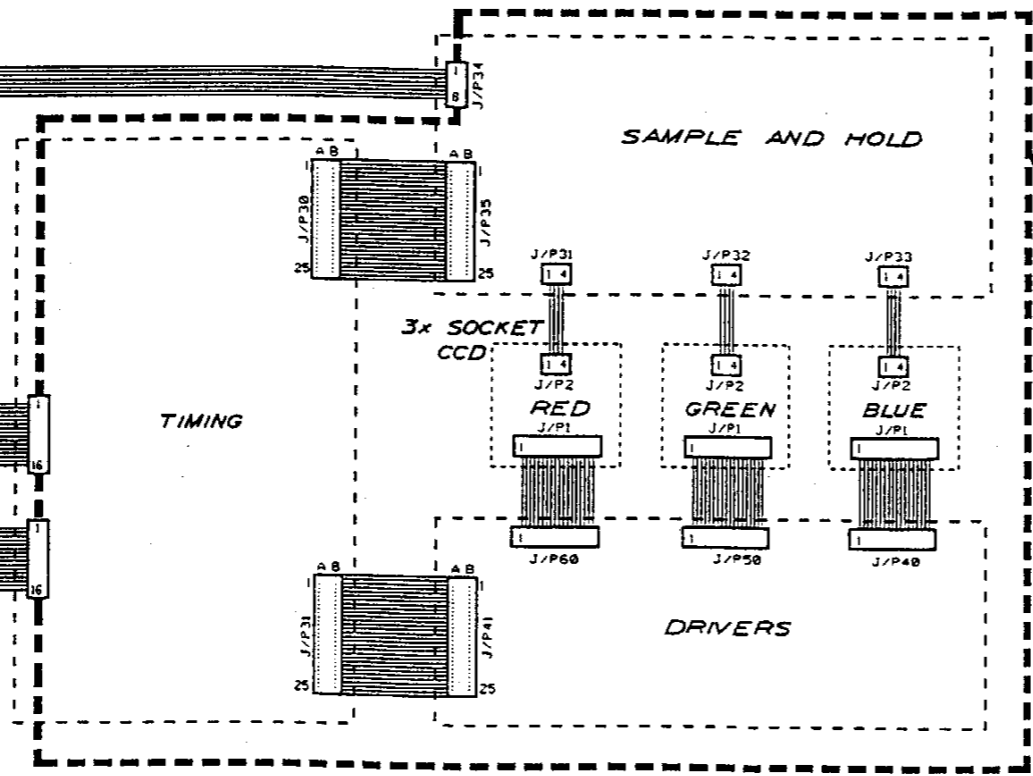 1
8
J/P34
SAMPLE AND HOLD
A B
A B
1
1
J/P30
J/P35
25
25
J/P31
J/P32
J/P33
1 4
1 4
1 4
3x SOCKET
CCD
1 4
1 4
1 4
J/P2
J/P2
J/P2
RED
GREEN
BLUE
J/P1
J/P1
J/P1
1
1
1
TIMING
1
16
1
16
1
1
1
J/P60
J/P50
J/P40
A B
A B
1
1
J/P31
J/P41
25
25
DRIVERS